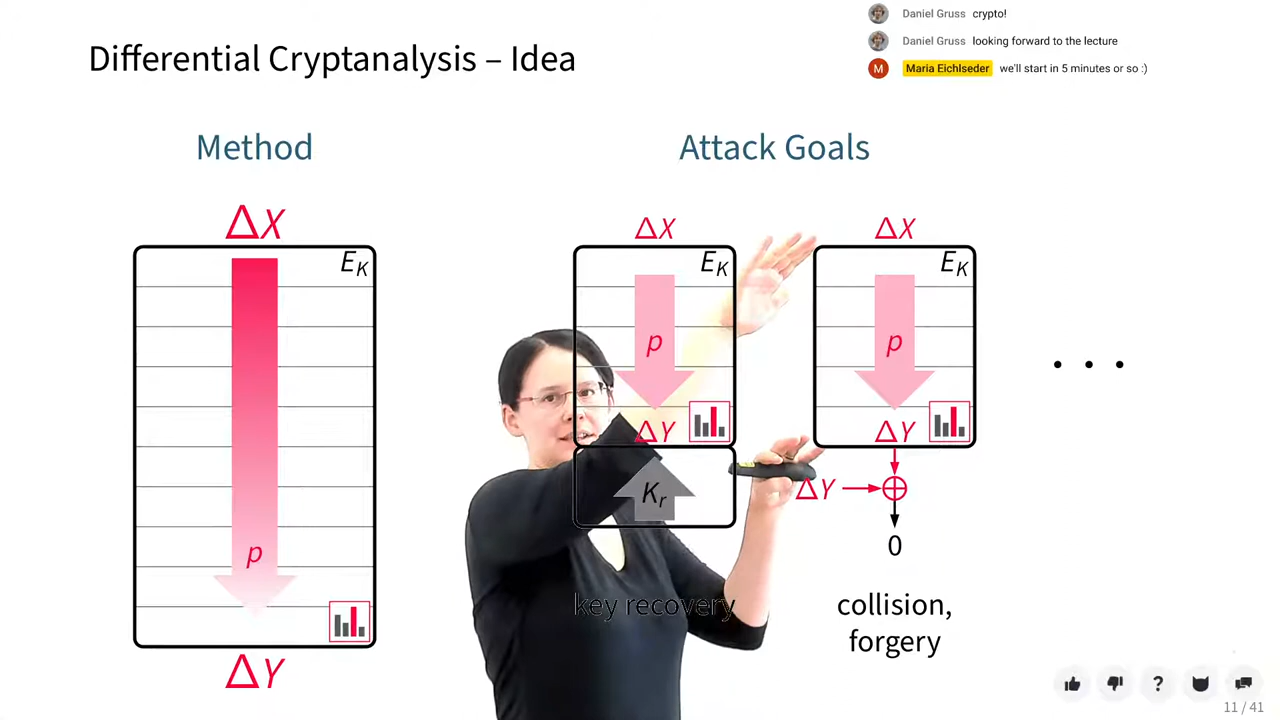 Daniel Gruss crypto!
Daniel Gruss looking forward to the lecture
M Maria Eichlseder we'll start in 5 minutes or so :)
Differential Cryptanalysis – Idea
Method
Attack Goals
ΔX
E_K
p
ΔY
ΔX
E_K
p
ΔY
K_r
key recovery
ΔX
E_K
p
ΔY
ΔY
0
collision,
forgery
. . .
?
11 / 41